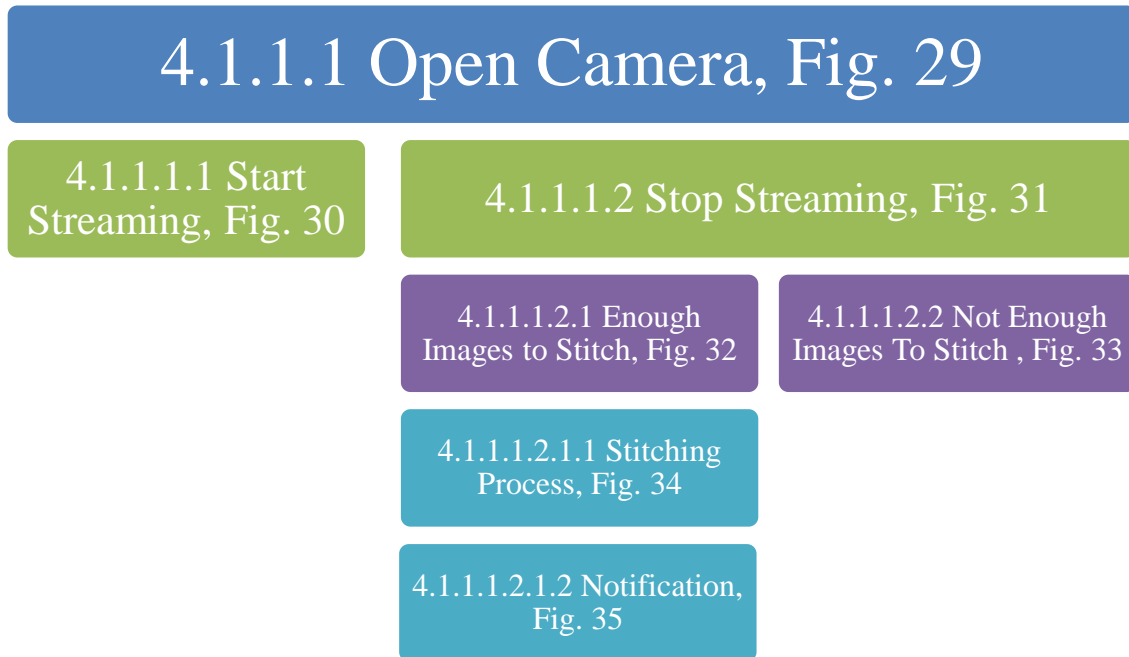 4.1.1.1 Open Camera, Fig. 29
4.1.1.1.1 Start
Streaming, Fig. 30
4.1.1.1.2 Stop Streaming, Fig. 31
4.1.1.1.2.1 Enough
Images to Stitch, Fig. 32
4.1.1.1.2.2 Not Enough
Images To Stitch , Fig. 33
4.1.1.1.2.1.1 Stitching
Process, Fig. 34
4.1.1.1.2.1.2 Notification,
Fig. 35